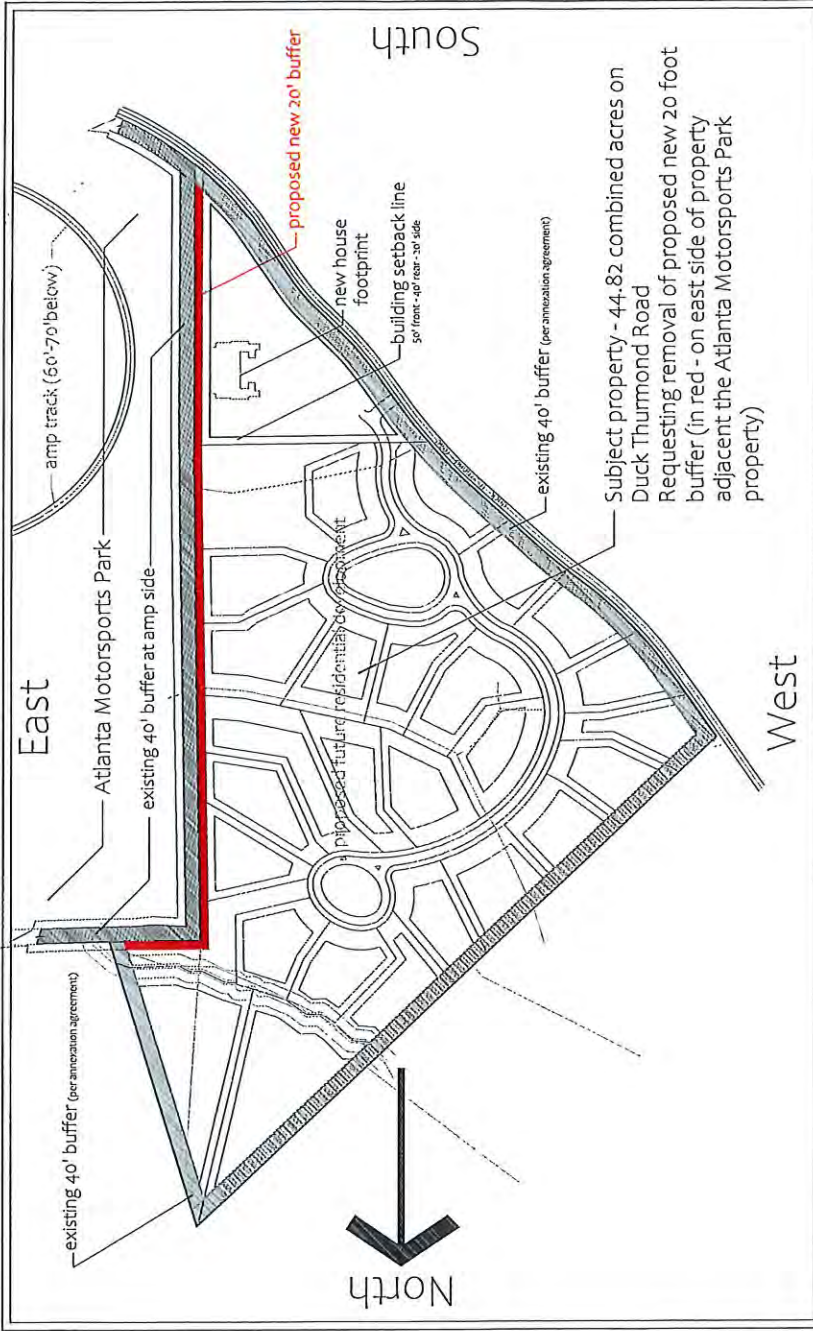 East
South
amp track (60'-70' below)
Atlanta Motorsports Park
existing 40' buffer at amp side
proposed new 20' buffer
new house
footprint
building setback line
50' front - 40' rear - 20' side
existing 40' buffer (per annexation agreement)
proposed future residential development
existing 40' buffer (per annexation agreement)
Subject property - 44.82 combined acres on
Duck Thurmond Road
Requesting removal of proposed new 20 foot
buffer (in red - on east side of property
adjacent the Atlanta Motorsports Park
property)
North
West